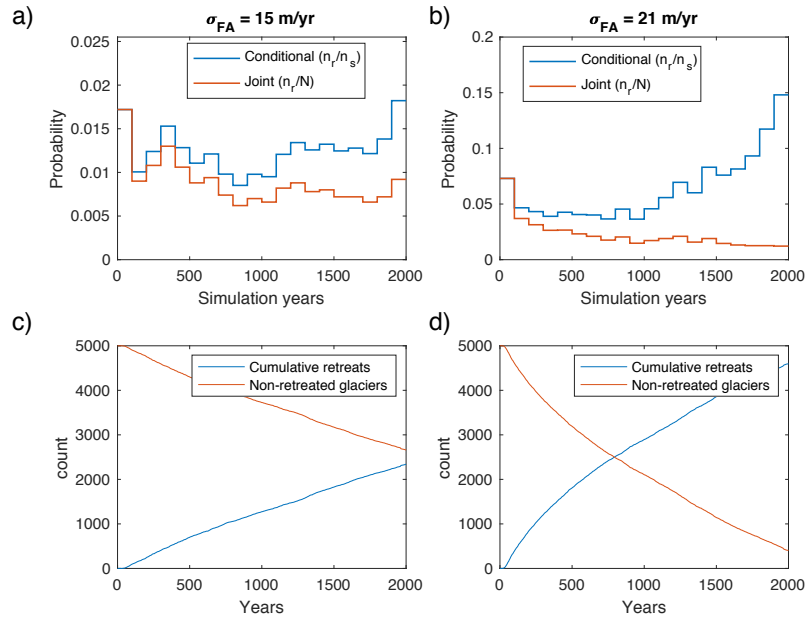 a)
σFA = 15 m/yr
0.025
0.02
0.015
0.01
0.005
0
Probability
Conditional (nr/ns)
Joint (nr/N)
0 500 1000 1500 2000
Simulation years
b)
σFA = 21 m/yr
0.2
0.15
0.1
0.05
0
Probability
Conditional (nr/ns)
Joint (nr/N)
0 500 1000 1500 2000
Simulation years
c)
5000
4000
3000
2000
1000
0
count
Cumulative retreats
Non-retreated glaciers
0 500 1000 1500 2000
Years
d)
5000
4000
3000
2000
1000
0
count
Cumulative retreats
Non-retreated glaciers
0 500 1000 1500 2000
Years